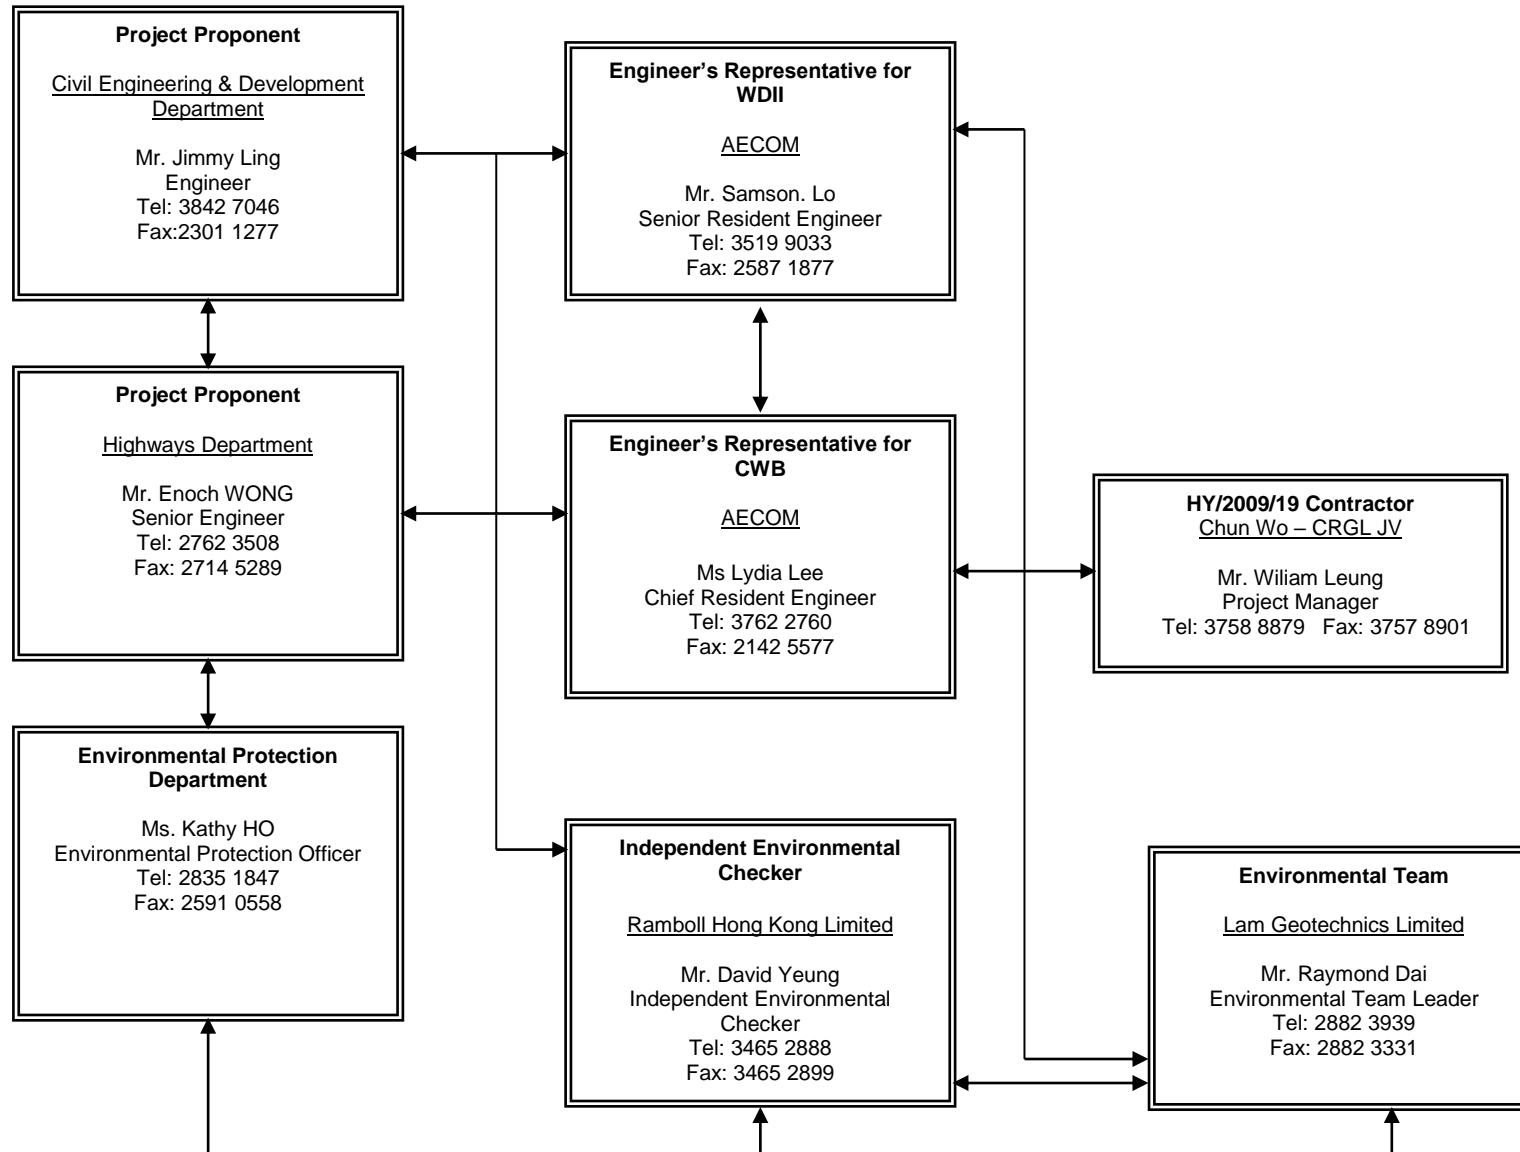 Project Proponent
Civil Engineering & Development
Department
Mr. Jimmy Ling
Engineer
Tel: 3842 7046
Fax:2301 1277
Engineer’s Representative for
WDII
AECOM
Mr. Samson. Lo
Senior Resident Engineer
Tel: 3519 9033
Fax: 2587 1877
Project Proponent
Highways Department
Mr. Enoch WONG
Senior Engineer
Tel: 2762 3508
Fax: 2714 5289
Engineer’s Representative for
CWB
AECOM
Ms Lydia Lee
Chief Resident Engineer
Tel: 3762 2760
Fax: 2142 5577
HY/2009/19 Contractor
Chun Wo – CRGL JV
Mr. Wiliam Leung
Project Manager
Tel: 3758 8879 Fax: 3757 8901
Environmental Protection
Department
Ms. Kathy HO
Environmental Protection Officer
Tel: 2835 1847
Fax: 2591 0558
Independent Environmental
Checker
Ramboll Hong Kong Limited
Mr. David Yeung
Independent Environmental
Checker
Tel: 3465 2888
Fax: 3465 2899
Environmental Team
Lam Geotechnics Limited
Mr. Raymond Dai
Environmental Team Leader
Tel: 2882 3939
Fax: 2882 3331